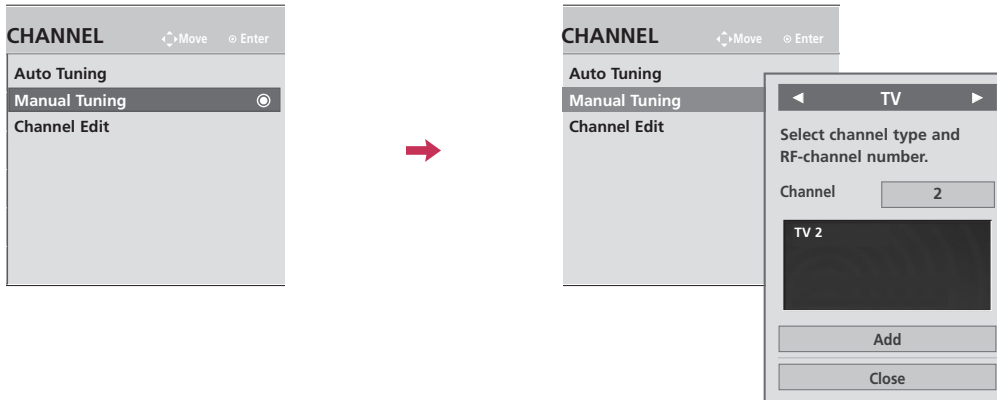 CHANNEL Move Enter
Auto Tuning
Manual Tuning
Channel Edit
CHANNEL Move Enter
Auto Tuning
Manual Tuning
Channel Edit
TV
Select channel type and
RF-channel number.
Channel 2
TV 2
Add
Close